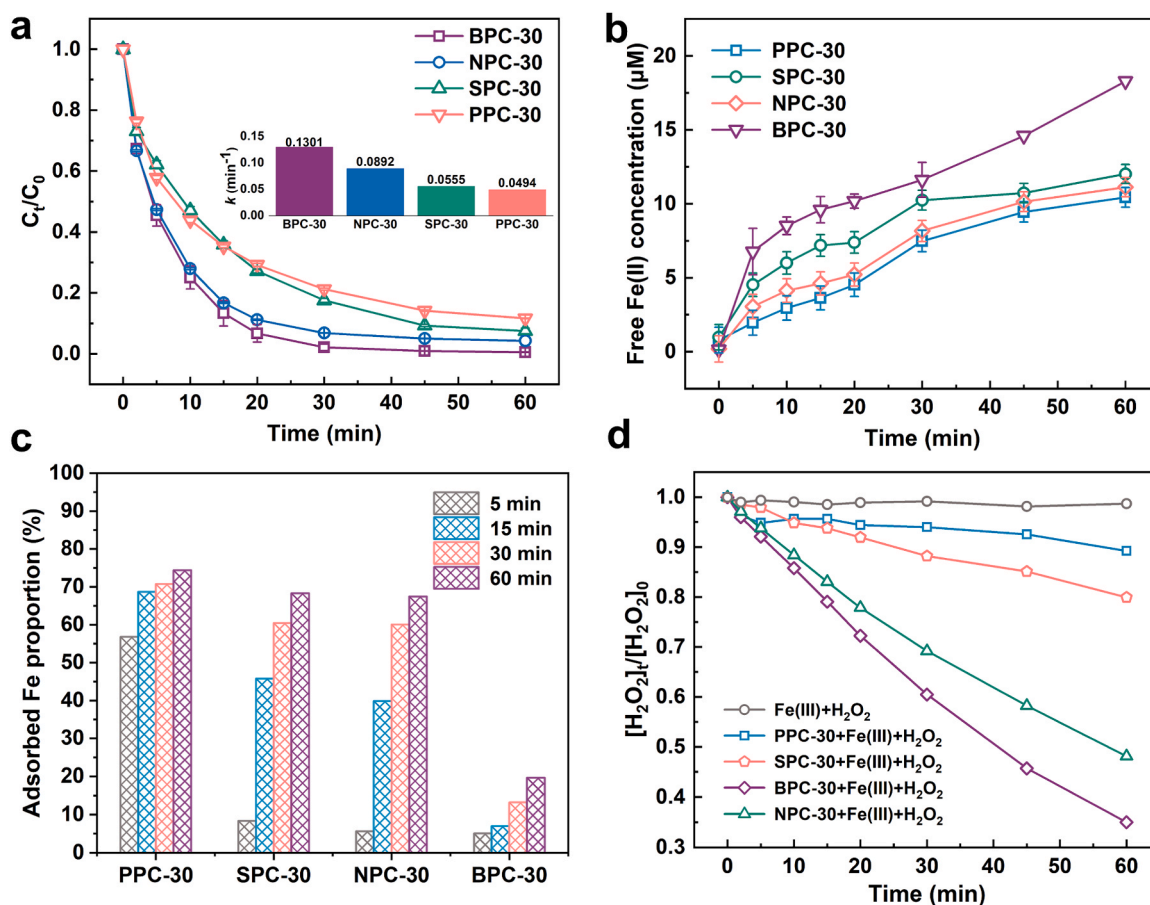 a
BPC-30
NPC-30
SPC-30
PPC-30
1.0
0.8
0.6
0.4
0.2
0.0
Cₜ/C₀
0 10 20 30 40 50 60
Time (min)
k (min⁻¹)
0.15
0.10
0.05
0.00
0.1301
0.0892
0.0555
0.0494
BPC-30 NPC-30 SPC-30 PPC-30
b
PPC-30
SPC-30
NPC-30
BPC-30
20
15
10
5
0
Free Fe(II) concentration (µM)
0 10 20 30 40 50 60
Time (min)
c
100
90
80
70
60
50
40
30
20
10
0
Adsorbed Fe proportion (%)
5 min
15 min
30 min
60 min
PPC-30 SPC-30 NPC-30 BPC-30
d
1.0
0.9
0.8
0.7
0.6
0.5
0.4
0.3
[H₂O₂]ₜ/[H₂O₂]₀
Fe(III)+H₂O₂
PPC-30+Fe(III)+H₂O₂
SPC-30+Fe(III)+H₂O₂
BPC-30+Fe(III)+H₂O₂
NPC-30+Fe(III)+H₂O₂
0 10 20 30 40 50 60
Time (min)